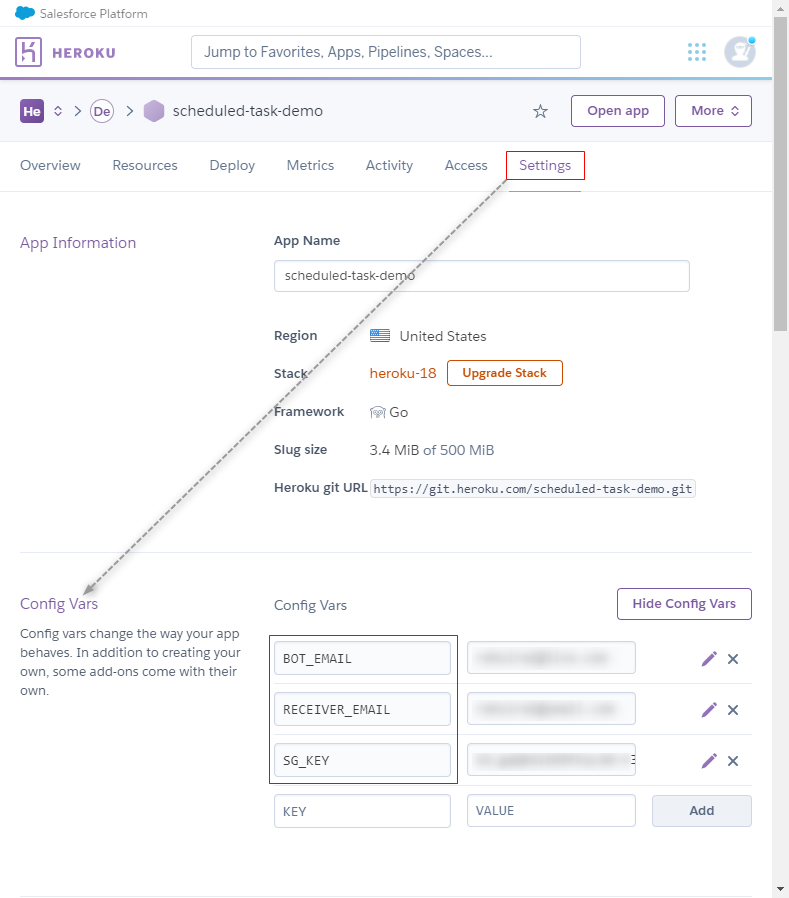 Salesforce Platform
HEROKU
Jump to Favorites, Apps, Pipelines, Spaces...
He
De
scheduled-task-demo
Open app
More
Overview
Resources
Deploy
Metrics
Activity
Access
Settings
App Information
App Name
scheduled-task-demo
Region
United States
Stack
heroku-18
Upgrade Stack
Framework
Go
Slug size
3.4 MiB of 500 MiB
Heroku git URL
https://git.heroku.com/scheduled-task-demo.git
Config Vars
Config vars change the way your app
behaves. In addition to creating your
own, some add-ons come with their
own.
Config Vars
Hide Config Vars
BOT_EMAIL
RECEIVER_EMAIL
SG_KEY
KEY
VALUE
Add